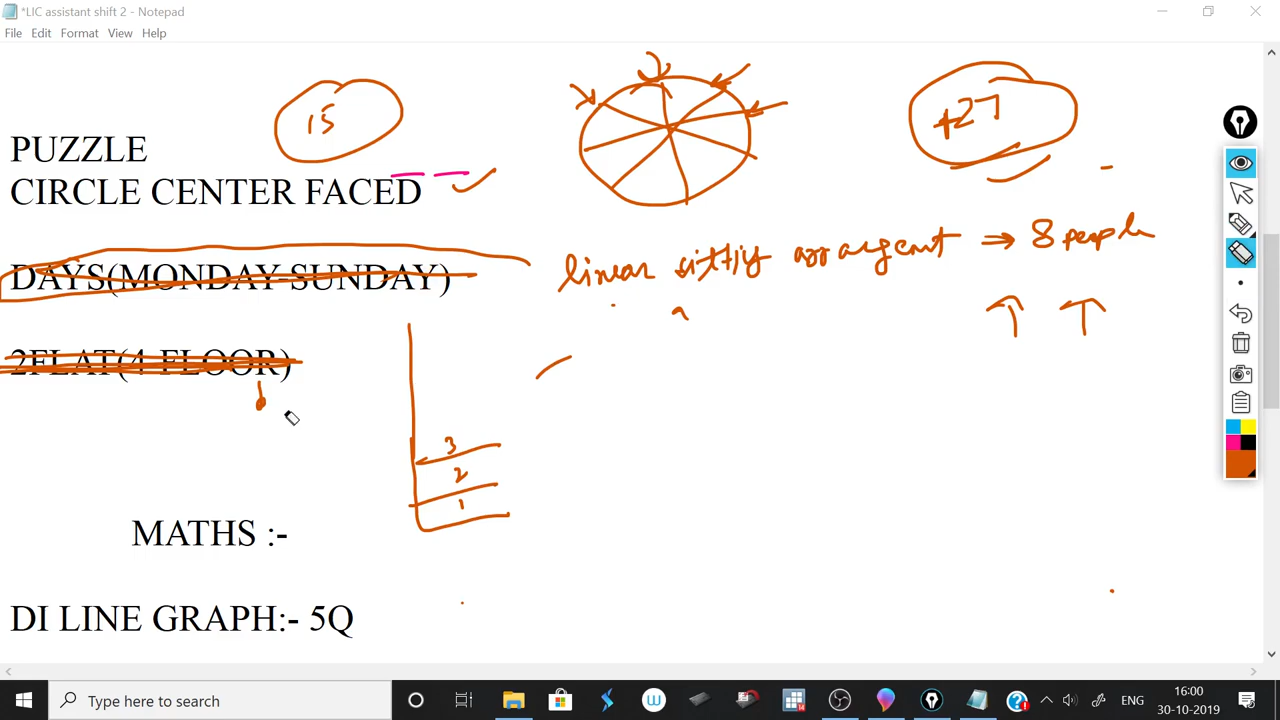 *LIC assistant shift 2 - Notepad
File Edit Format View Help
15
+27
PUZZLE
CIRCLE CENTER FACED
linear sitting arrangement → 8 people
DAYS(MONDAY-SUNDAY)
2FLAT(4 FLOOR)
3
2
1
MATHS :-
DI LINE GRAPH:- 5Q
Type here to search
ENG
16:00
30-10-2019